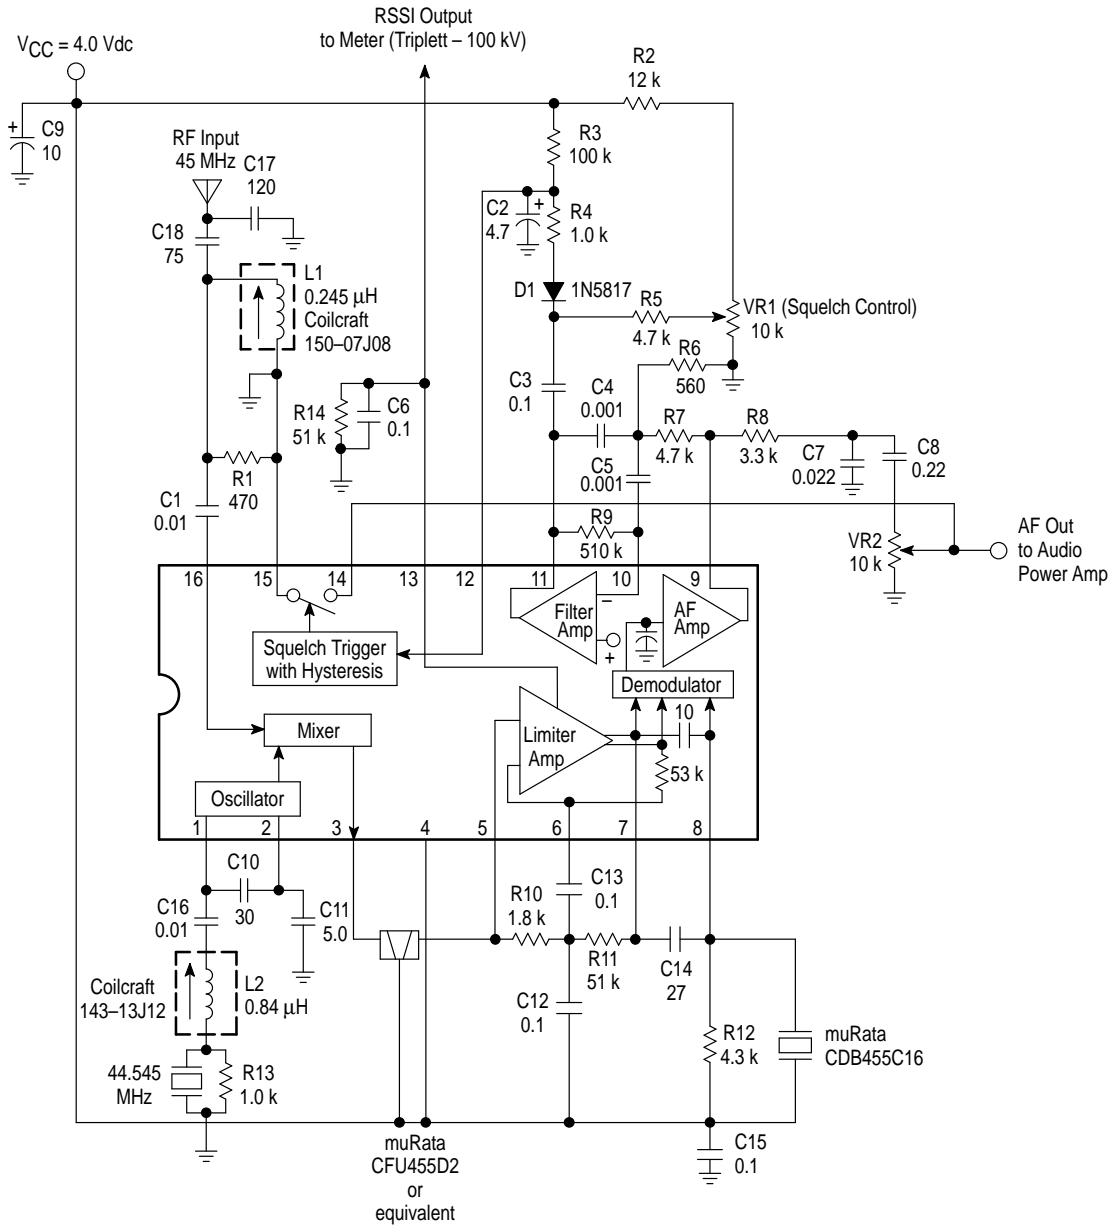 RSSI Output
to Meter (Triplett – 100 kV)
VCC = 4.0 Vdc
R2
12 k
+
C9
10
RF Input
45 MHz
C17
120
R3
100 k
C2
4.7
+
R4
1.0 k
C18
75
L1
0.245 µH
Coilcraft
150–07J08
D1
1N5817
R5
4.7 k
VR1 (Squelch Control)
10 k
R6
560
C3
0.1
C4
0.001
R14
51 k
C6
0.1
R7
4.7 k
R8
3.3 k
C7
0.022
C8
0.22
R1
470
C5
0.001
C1
0.01
R9
510 k
VR2
10 k
AF Out
to Audio
Power Amp
16
15
14
13
12
11
10
9
Filter
Amp
–
+
AF
Amp
Squelch Trigger
with Hysteresis
Demodulator
10
Mixer
Limiter
Amp
53 k
Oscillator
1
2
3
4
5
6
7
8
C10
30
C13
0.1
C16
0.01
C11
5.0
R10
1.8 k
R11
51 k
C14
27
Coilcraft
143–13J12
L2
0.84 µH
C12
0.1
R12
4.3 k
muRata
CDB455C16
44.545
MHz
R13
1.0 k
muRata
CFU455D2
or
equivalent
C15
0.1